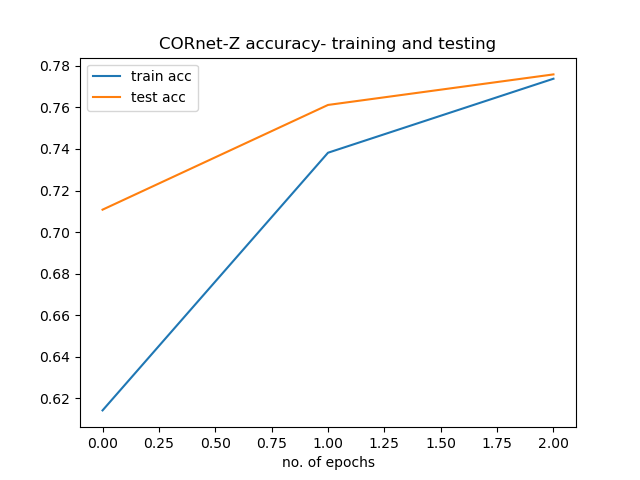 CORnet-Z accuracy- training and testing
train acc
test acc
0.78
0.76
0.74
0.72
0.70
0.68
0.66
0.64
0.62
0.00 0.25 0.50 0.75 1.00 1.25 1.50 1.75 2.00
no. of epochs